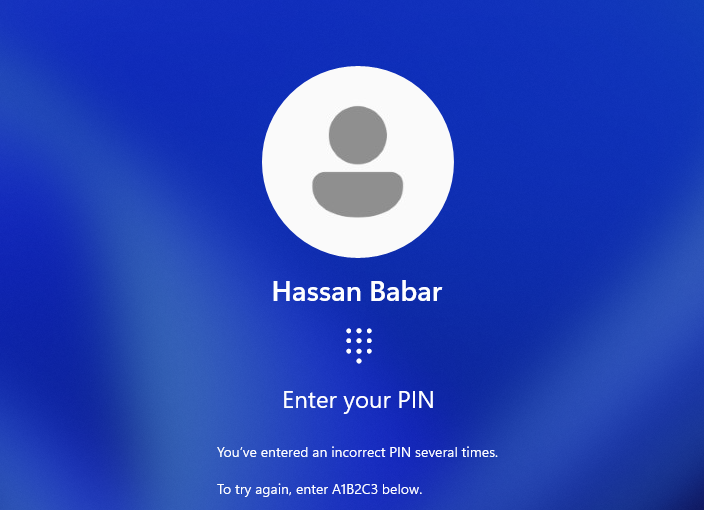 Hassan Babar
Enter your PIN
You've entered an incorrect PIN several times.
To try again, enter A1B2C3 below.